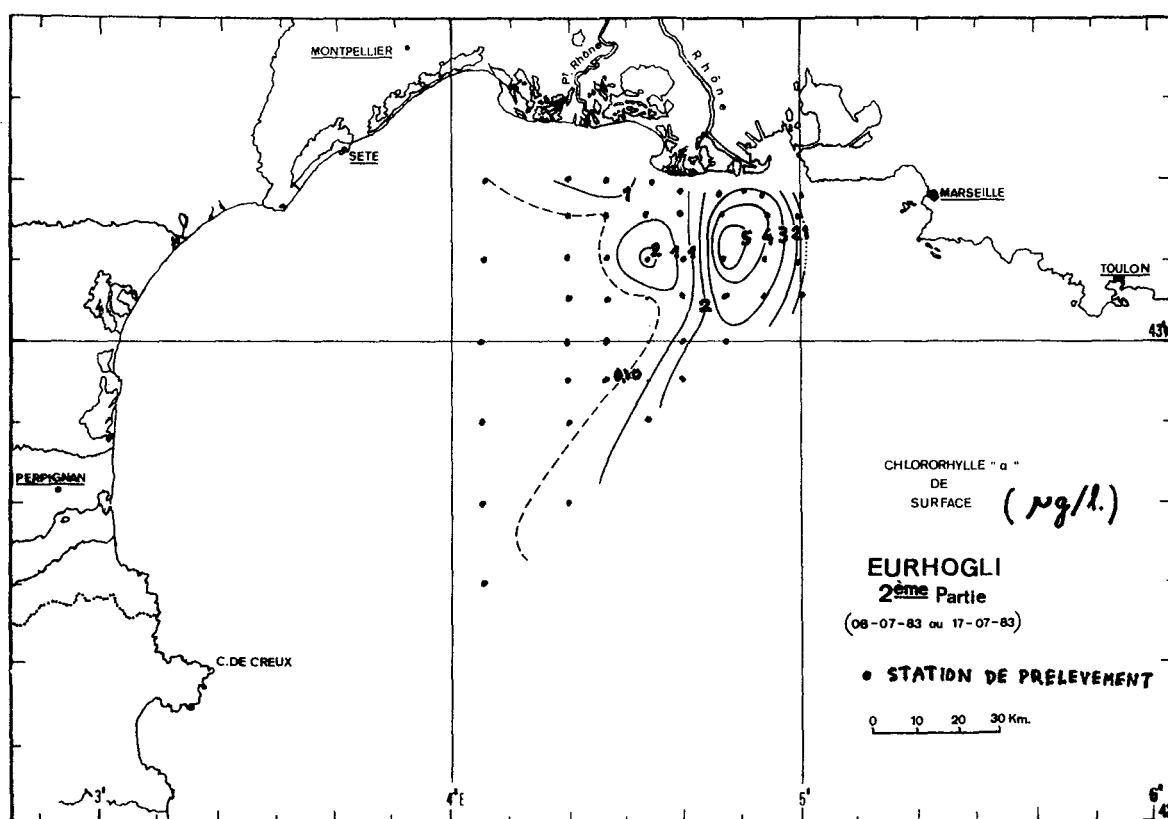 MONTPELLIER
Pt. Rhône
Rhône
SETE
MARSEILLE
1
2 1 1
5 4 3 2 1
TOULON
2
43°
0,10
PERPIGNAN
CHLORORHYLLE "a"
DE
SURFACE (µg/l.)
EURHOGLI
2ème Partie
(08-07-83 au 17-07-83)
C. DE CREUX
• STATION DE PRELEVEMENT
0 10 20 30 Km.
3° 4°E 5° 6°